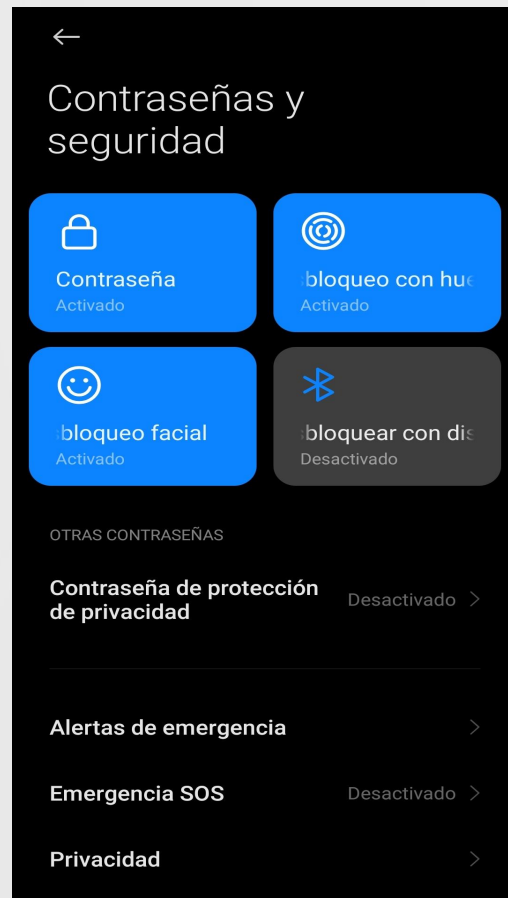 Contraseñas y
seguridad
Contraseña
Activado
bloqueo con hu
Activado
bloqueo facial
Activado
bloquear con dis
Desactivado
OTRAS CONTRASEÑAS
Contraseña de protección
de privacidad
Desactivado
Alertas de emergencia
Emergencia SOS
Desactivado
Privacidad